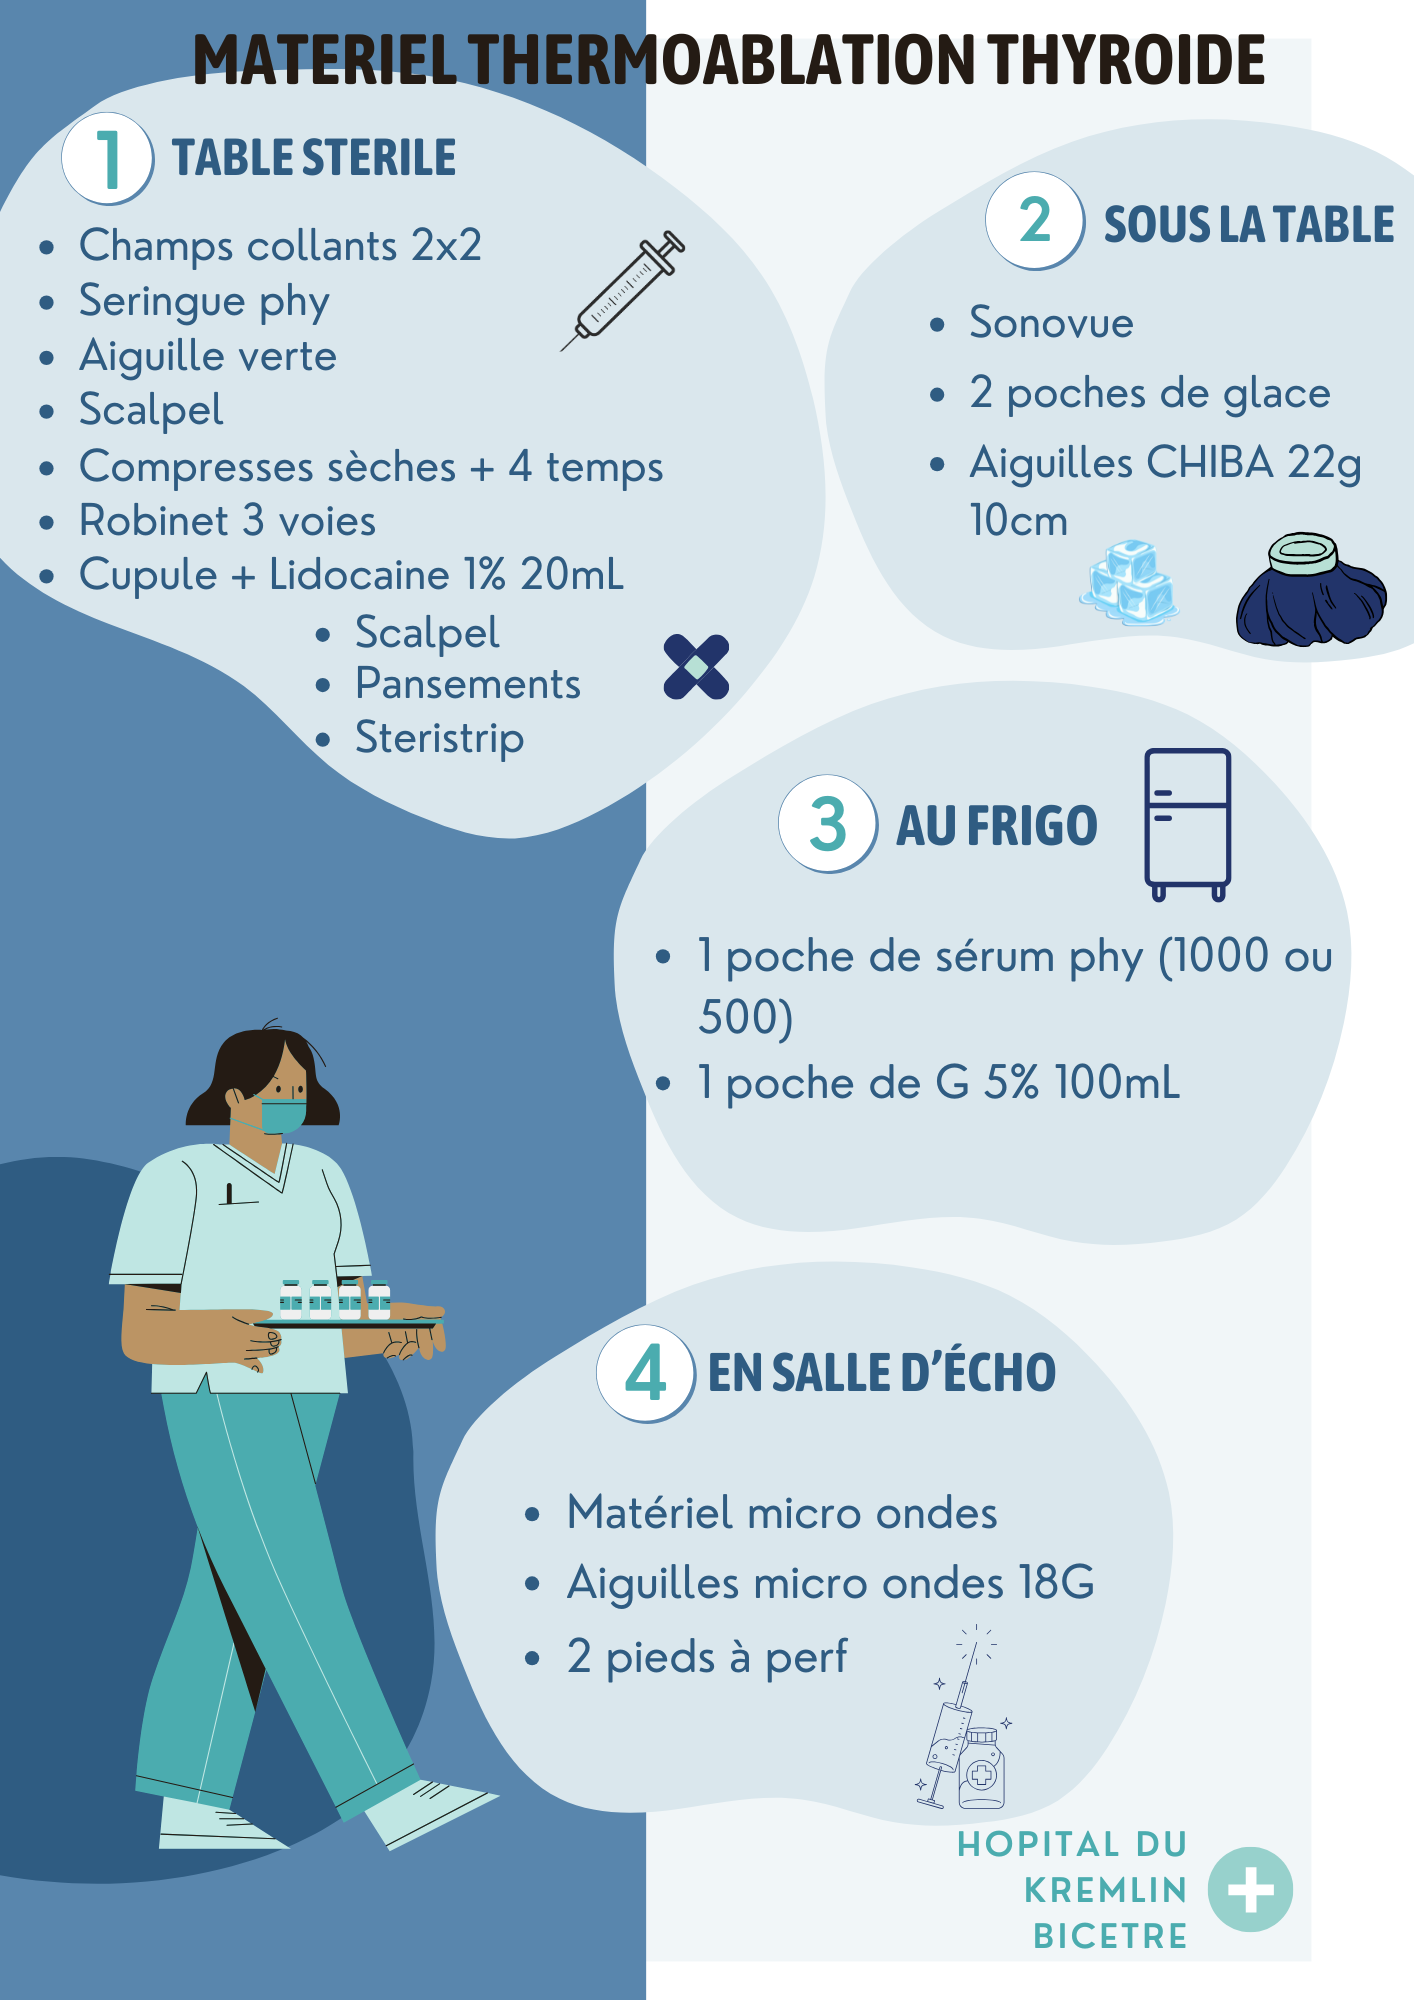 MATERIEL THERMOABLATION THYROIDE
1 TABLE STERILE
• Champs collants 2x2
• Seringue phy
• Aiguille verte
• Scalpel
• Compresses sèches + 4 temps
• Robinet 3 voies
• Cupule + Lidocaine 1% 20mL
• Scalpel
• Pansements
• Steristrip
2 SOUS LA TABLE
• Sonovue
• 2 poches de glace
• Aiguilles CHIBA 22g
10cm
3 AU FRIGO
• 1 poche de sérum phy (1000 ou
500)
• 1 poche de G 5% 100mL
4 EN SALLE D'ÉCHO
• Matériel micro ondes
• Aiguilles micro ondes 18G
• 2 pieds à perf
HOPITAL DU
KREMLIN
BICETRE